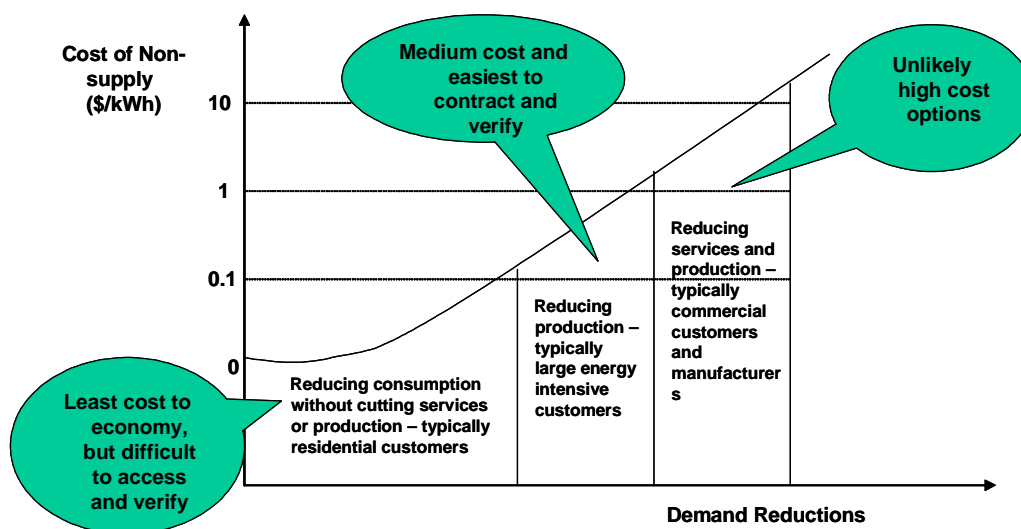 Cost of Non-
supply
($/kWh)
10
1
0.1
0
Medium cost and
easiest to
contract and
verify
Unlikely
high cost
options
Least cost to
economy,
but difficult
to access
and verify
Reducing consumption
without cutting services
or production – typically
residential customers
Reducing
production –
typically
large energy
intensive
customers
Reducing
services and
production –
typically
commercial
customers
and
manufacturer
s
Demand Reductions